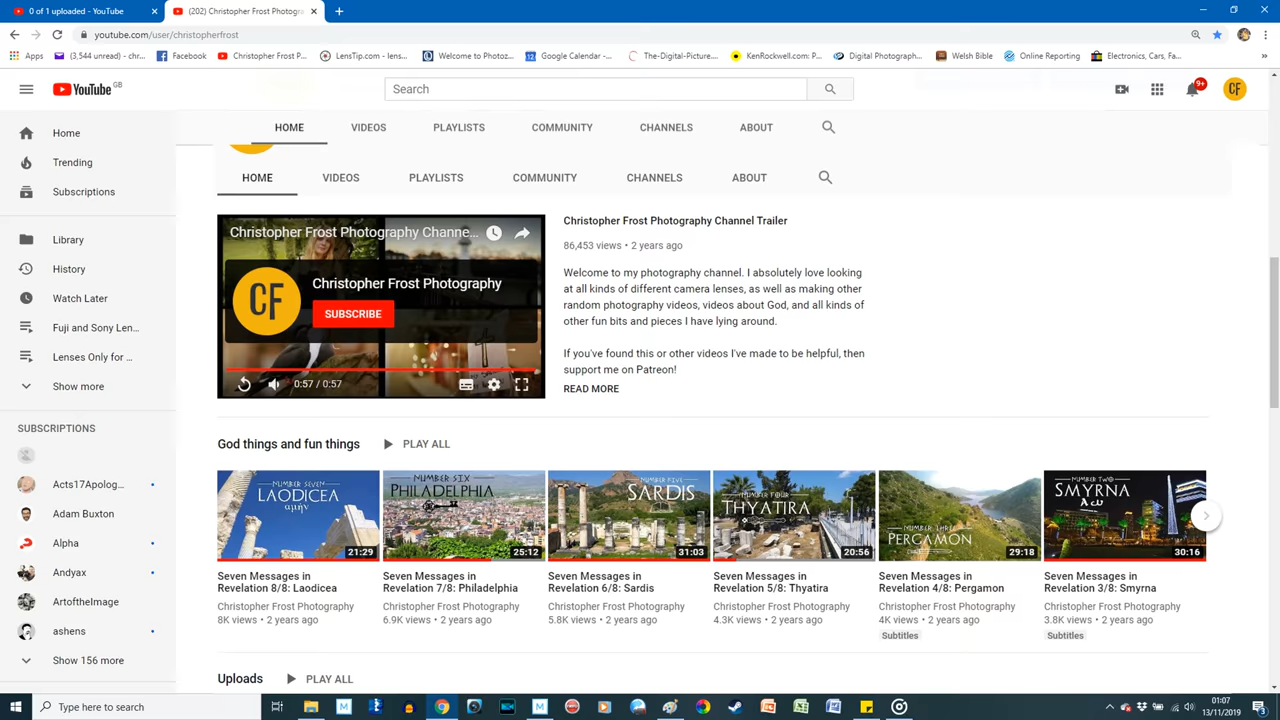 0 of 1 uploaded - YouTube
(202) Christopher Frost Photogra
youtube.com/user/christopherfrost
Apps
(3,544 unread) - chr...
Facebook
Christopher Frost P...
LensTip.com - lens...
Welcome to Photoz...
Google Calendar -...
The-Digital-Picture....
KenRockwell.com: P...
Digital Photograph...
Welsh Bible
Online Reporting
Electronics, Cars, Fa...
YouTube GB
Search
9+
CF
HOME VIDEOS PLAYLISTS COMMUNITY CHANNELS ABOUT
HOME VIDEOS PLAYLISTS COMMUNITY CHANNELS ABOUT
Home
Trending
Subscriptions
Library
History
Watch Later
Fuji and Sony Len...
Lenses Only for ...
Show more
SUBSCRIPTIONS
Acts17Apolog...
Adam Buxton
Alpha
Andyax
ArtoftheImage
ashens
Show 156 more
Christopher Frost Photography Channe...
CF
Christopher Frost Photography
SUBSCRIBE
0:57 / 0:57
Christopher Frost Photography Channel Trailer
86,453 views • 2 years ago
Welcome to my photography channel. I absolutely love looking
at all kinds of different camera lenses, as well as making other
random photography videos, videos about God, and all kinds of
other fun bits and pieces I have lying around.
If you've found this or other videos I've made to be helpful, then
support me on Patreon!
READ MORE
God things and fun things
PLAY ALL
NUMBER SEVEN
LAODICEA
αμήν
21:29
Seven Messages in
Revelation 8/8: Laodicea
Christopher Frost Photography
8K views • 2 years ago
NUMBER SIX
PHILADELPHIA
25:12
Seven Messages in
Revelation 7/8: Philadelphia
Christopher Frost Photography
6.9K views • 2 years ago
NUMBER FIVE
SARDIS
31:03
Seven Messages in
Revelation 6/8: Sardis
Christopher Frost Photography
5.8K views • 2 years ago
NUMBER FOUR
THYATIRA
20:56
Seven Messages in
Revelation 5/8: Thyatira
Christopher Frost Photography
4.3K views • 2 years ago
NUMBER THREE
PERGAMON
29:18
Seven Messages in
Revelation 4/8: Pergamon
Christopher Frost Photography
4K views • 2 years ago
Subtitles
NUMBER TWO
SMYRNA
30:16
Seven Messages in
Revelation 3/8: Smyrna
Christopher Frost Photography
3.8K views • 2 years ago
Subtitles
Uploads
PLAY ALL
Type here to search
01:07
13/11/2019
3